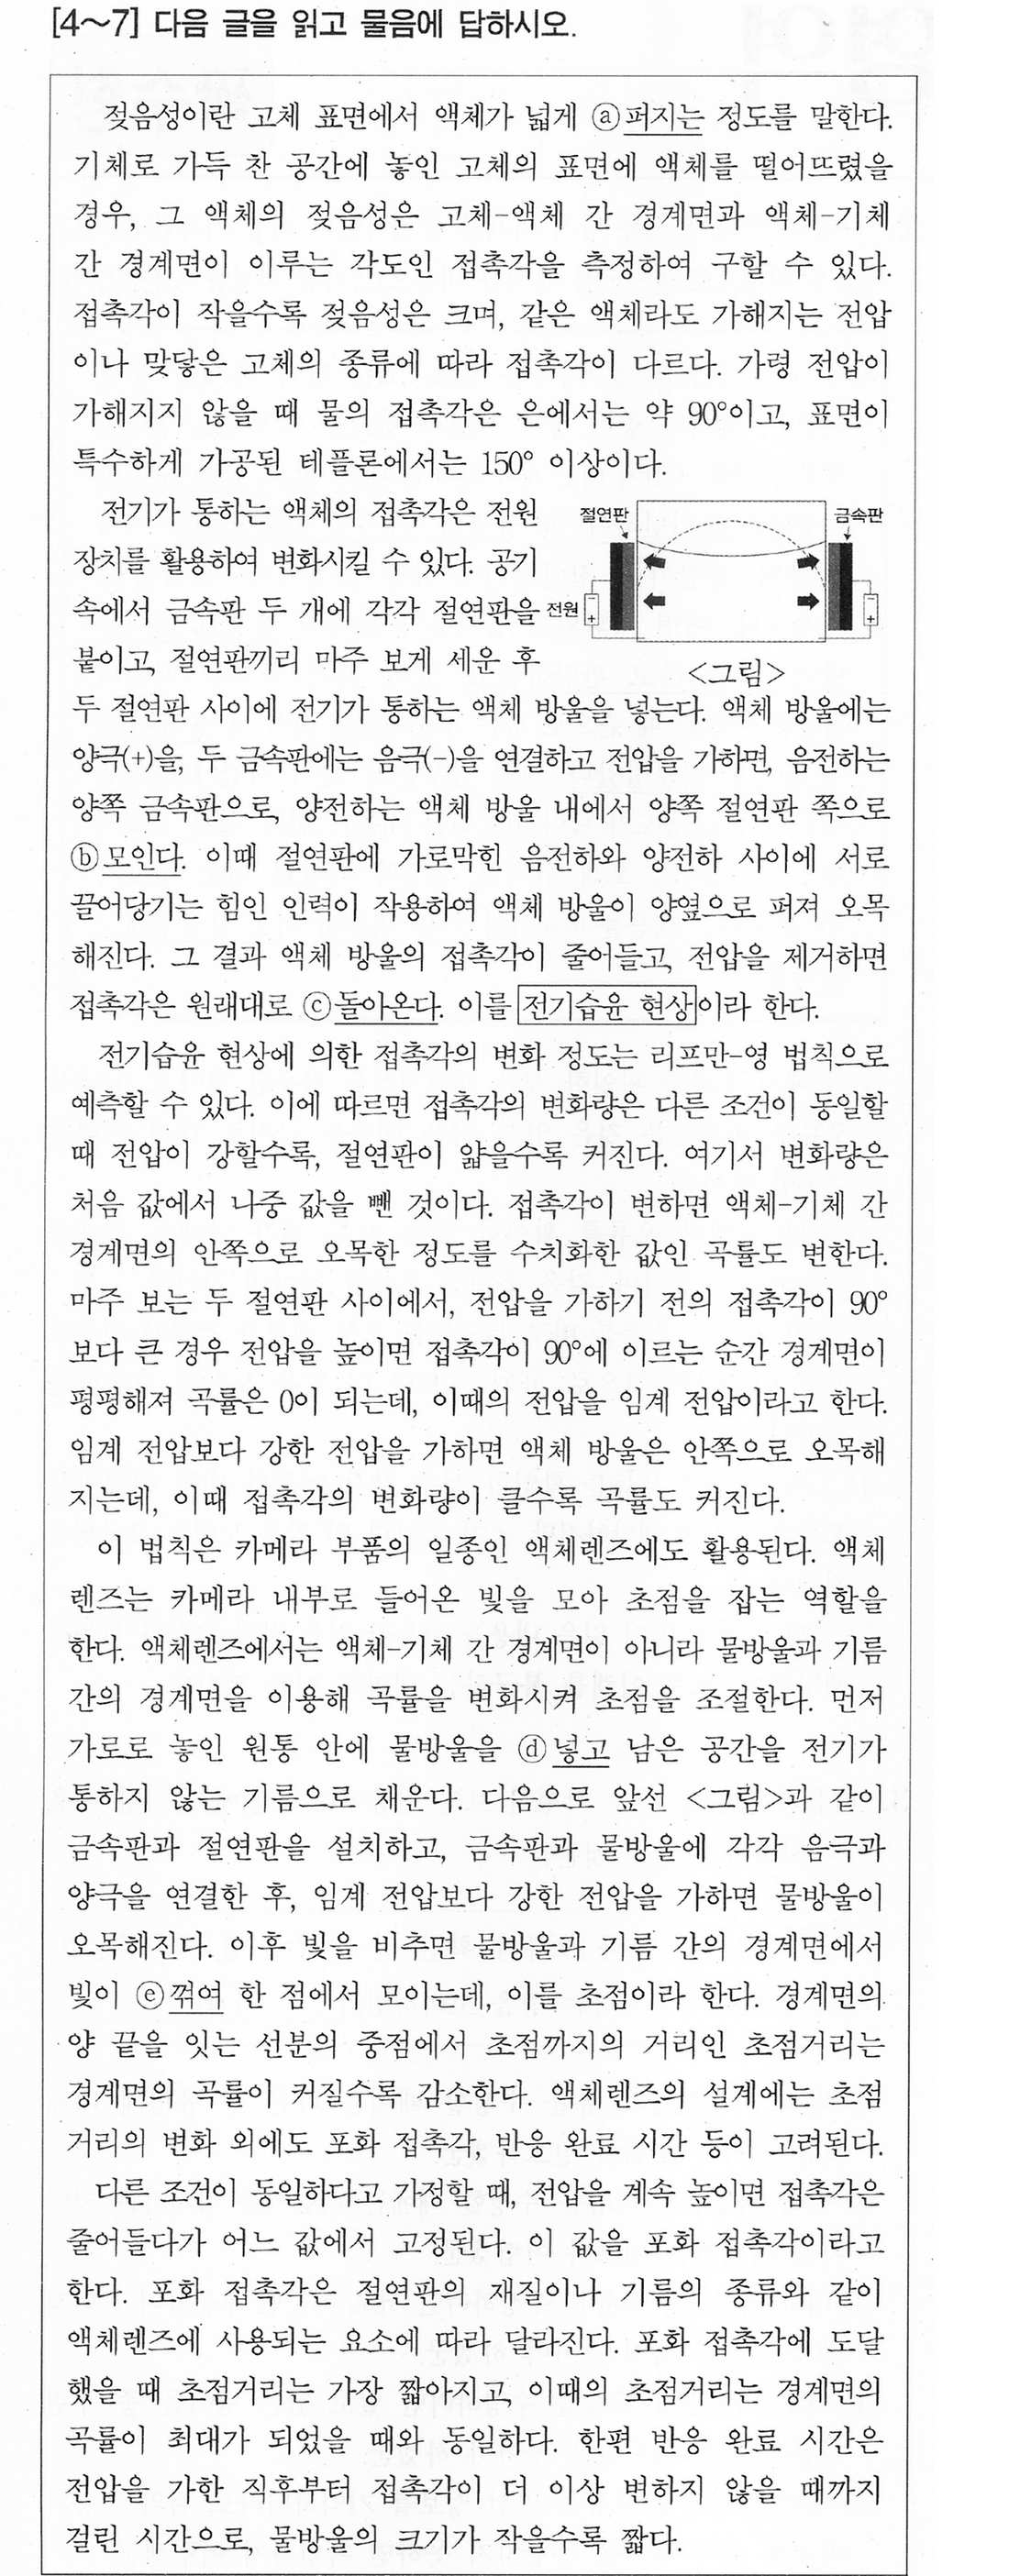 [4～7] 다음 글을 읽고 물음에 답하시오.
젖음성이란 고체 표면에서 액체가 넓게 ⓐ퍼지는 정도를 말한다.
기체로 가득 찬 공간에 놓인 고체의 표면에 액체를 떨어뜨렸을
경우, 그 액체의 젖음성은 고체-액체 간 경계면과 액체-기체
간 경계면이 이루는 각도인 접촉각을 측정하여 구할 수 있다.
접촉각이 작을수록 젖음성은 크며, 같은 액체라도 가해지는 전압
이나 맞닿은 고체의 종류에 따라 접촉각이 다르다. 가령 전압이
가해지지 않을 때 물의 접촉각은 은에서는 약 90°이고, 표면이
특수하게 가공된 테플론에서는 150° 이상이다.
전기가 통하는 액체의 접촉각은 전원
장치를 활용하여 변화시킬 수 있다. 공기
속에서 금속판 두 개에 각각 절연판을
붙이고, 절연판끼리 마주 보게 세운 후
절연판 금속판
전원
- -
+ +
<그림>
두 절연판 사이에 전기가 통하는 액체 방울을 넣는다. 액체 방울에는
양극(+)을, 두 금속판에는 음극(-)을 연결하고 전압을 가하면, 음전하는
양쪽 금속판으로, 양전하는 액체 방울 내에서 양쪽 절연판 쪽으로
ⓑ모인다. 이때 절연판에 가로막힌 음전하와 양전하 사이에 서로
끌어당기는 힘인 인력이 작용하여 액체 방울이 양옆으로 퍼져 오목
해진다. 그 결과 액체 방울의 접촉각이 줄어들고, 전압을 제거하면
접촉각은 원래대로 ⓒ돌아온다. 이를 전기습윤 현상이라 한다.
전기습윤 현상에 의한 접촉각의 변화 정도는 리프만-영 법칙으로
예측할 수 있다. 이에 따르면 접촉각의 변화량은 다른 조건이 동일할
때 전압이 강할수록, 절연판이 얇을수록 커진다. 여기서 변화량은
처음 값에서 나중 값을 뺀 것이다. 접촉각이 변하면 액체-기체 간
경계면의 안쪽으로 오목한 정도를 수치화한 값인 곡률도 변한다.
마주 보는 두 절연판 사이에서, 전압을 가하기 전의 접촉각이 90°
보다 큰 경우 전압을 높이면 접촉각이 90°에 이르는 순간 경계면이
평평해져 곡률은 0이 되는데, 이때의 전압을 임계 전압이라고 한다.
임계 전압보다 강한 전압을 가하면 액체 방울은 안쪽으로 오목해
지는데, 이때 접촉각의 변화량이 클수록 곡률도 커진다.
이 법칙은 카메라 부품의 일종인 액체렌즈에도 활용된다. 액체
렌즈는 카메라 내부로 들어온 빛을 모아 초점을 잡는 역할을
한다. 액체렌즈에서는 액체-기체 간 경계면이 아니라 물방울과 기름
간의 경계면을 이용해 곡률을 변화시켜 초점을 조절한다. 먼저
가로로 놓인 원통 안에 물방울을 ⓓ넣고 남은 공간을 전기가
통하지 않는 기름으로 채운다. 다음으로 앞선 <그림>과 같이
금속판과 절연판을 설치하고, 금속판과 물방울에 각각 음극과
양극을 연결한 후, 임계 전압보다 강한 전압을 가하면 물방울이
오목해진다. 이후 빛을 비추면 물방울과 기름 간의 경계면에서
빛이 ⓔ꺾여 한 점에서 모이는데, 이를 초점이라 한다. 경계면의
양 끝을 잇는 선분의 중점에서 초점까지의 거리인 초점거리는
경계면의 곡률이 커질수록 감소한다. 액체렌즈의 설계에는 초점
거리의 변화 외에도 포화 접촉각, 반응 완료 시간 등이 고려된다.
다른 조건이 동일하다고 가정할 때, 전압을 계속 높이면 접촉각은
줄어들다가 어느 값에서 고정된다. 이 값을 포화 접촉각이라고
한다. 포화 접촉각은 절연판의 재질이나 기름의 종류와 같이
액체렌즈에 사용되는 요소에 따라 달라진다. 포화 접촉각에 도달
했을 때 초점거리는 가장 짧아지고, 이때의 초점거리는 경계면의
곡률이 최대가 되었을 때와 동일하다. 한편 반응 완료 시간은
전압을 가한 직후부터 접촉각이 더 이상 변하지 않을 때까지
걸린 시간으로, 물방울의 크기가 작을수록 짧다.